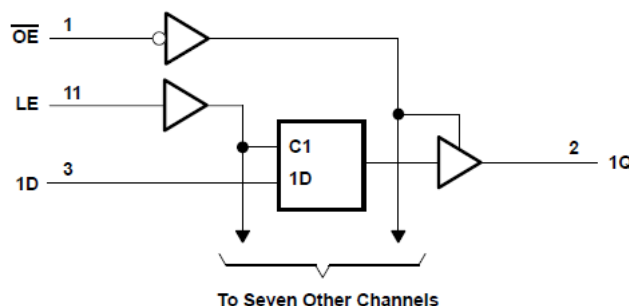 OE 1
LE 11
C1
1D 3 1D
2 1Q
To Seven Other Channels